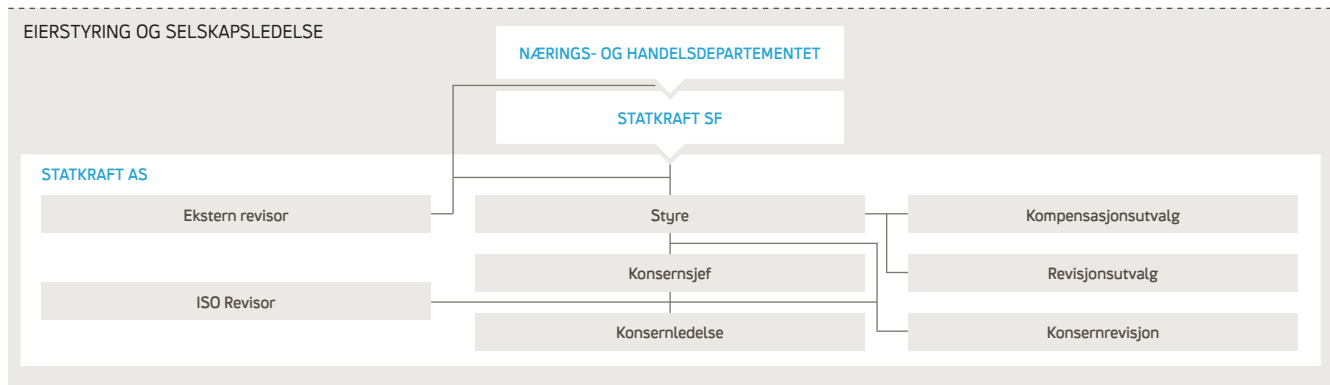 EIERSTYRING OG SELSKAPSLEDELSE
NÆRINGS- OG HANDELSDEPARTEMENTET
STATKRAFT SF
STATKRAFT AS
Ekstern revisor
Styre
Kompensasjonsutvalg
Konsernsjef
Revisjonsutvalg
ISO Revisor
Konsernledelse
Konsernrevisjon